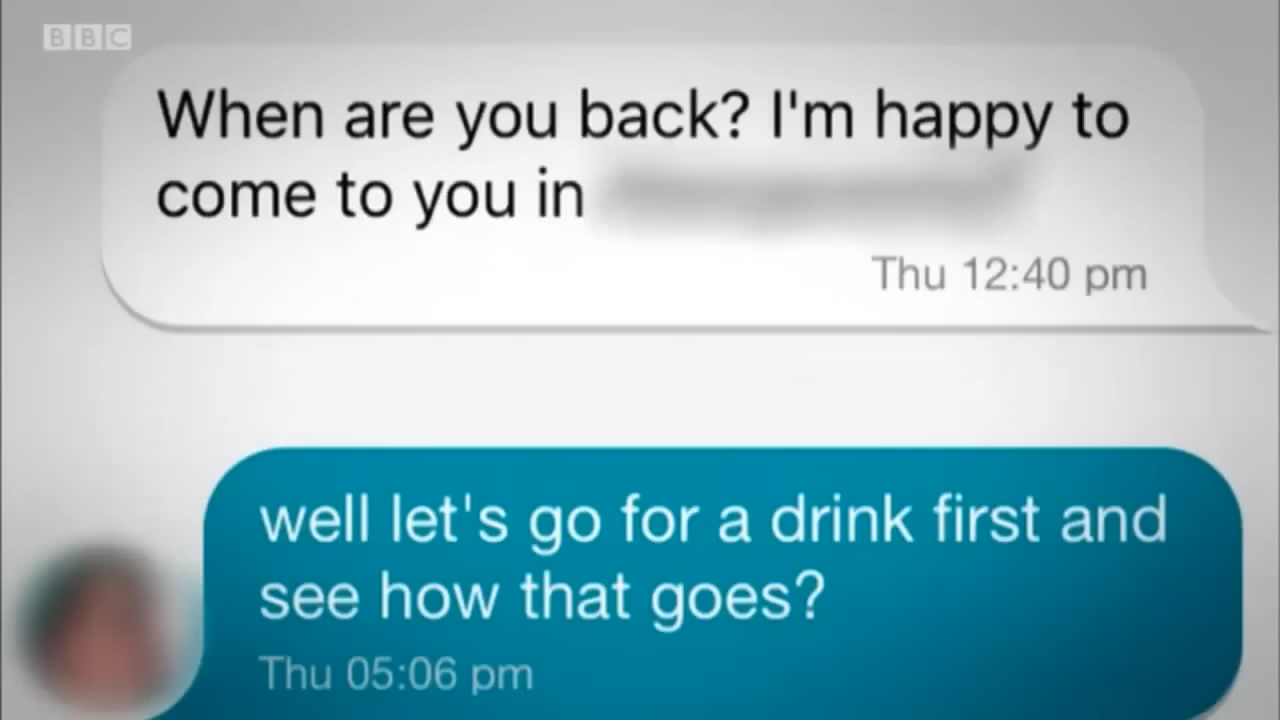 BBC
When are you back? I'm happy to
come to you in
Thu 12:40 pm
well let's go for a drink first and
see how that goes?
Thu 05:06 pm